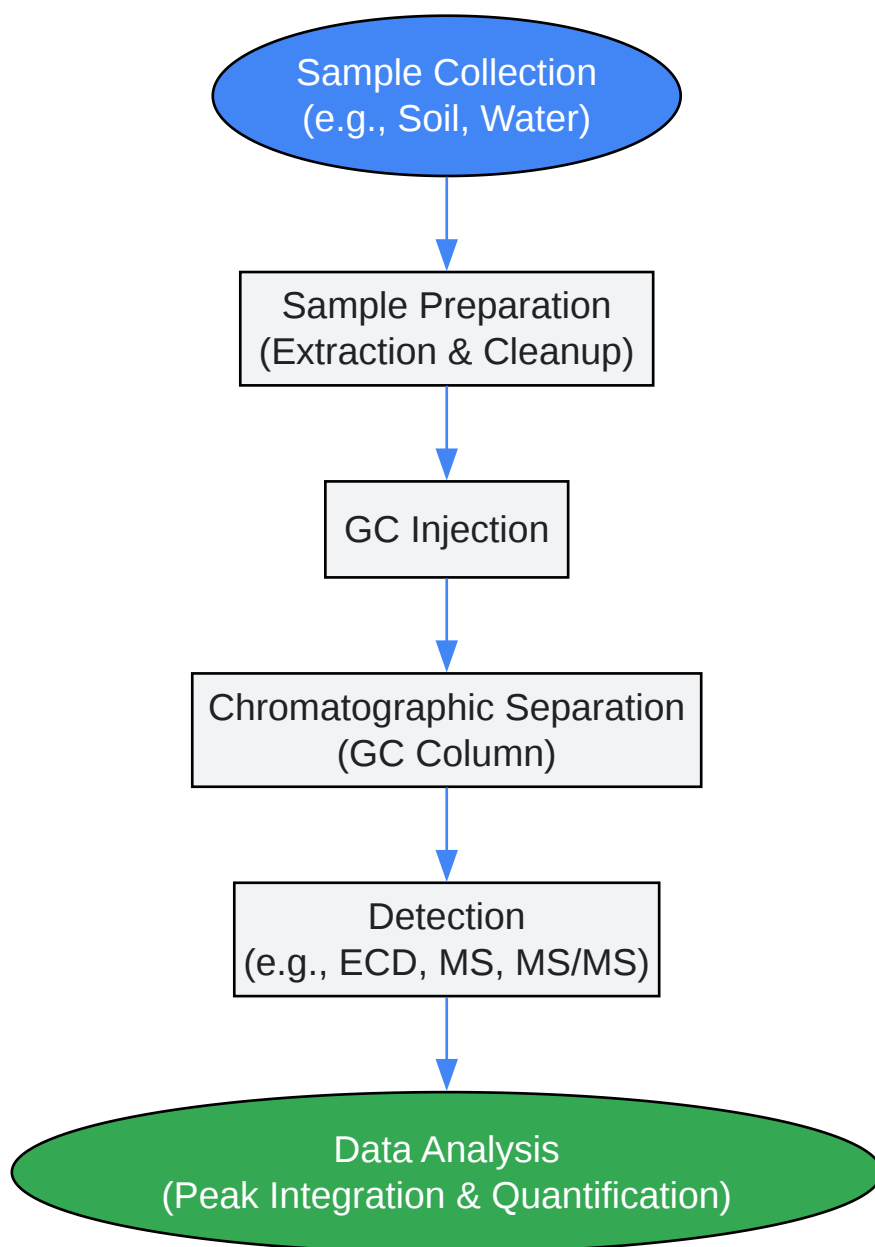 Sample Collection
(e.g., Soil, Water)
Sample Preparation
(Extraction & Cleanup)
GC Injection
Chromatographic Separation
(GC Column)
Detection
(e.g., ECD, MS, MS/MS)
Data Analysis
(Peak Integration & Quantification)